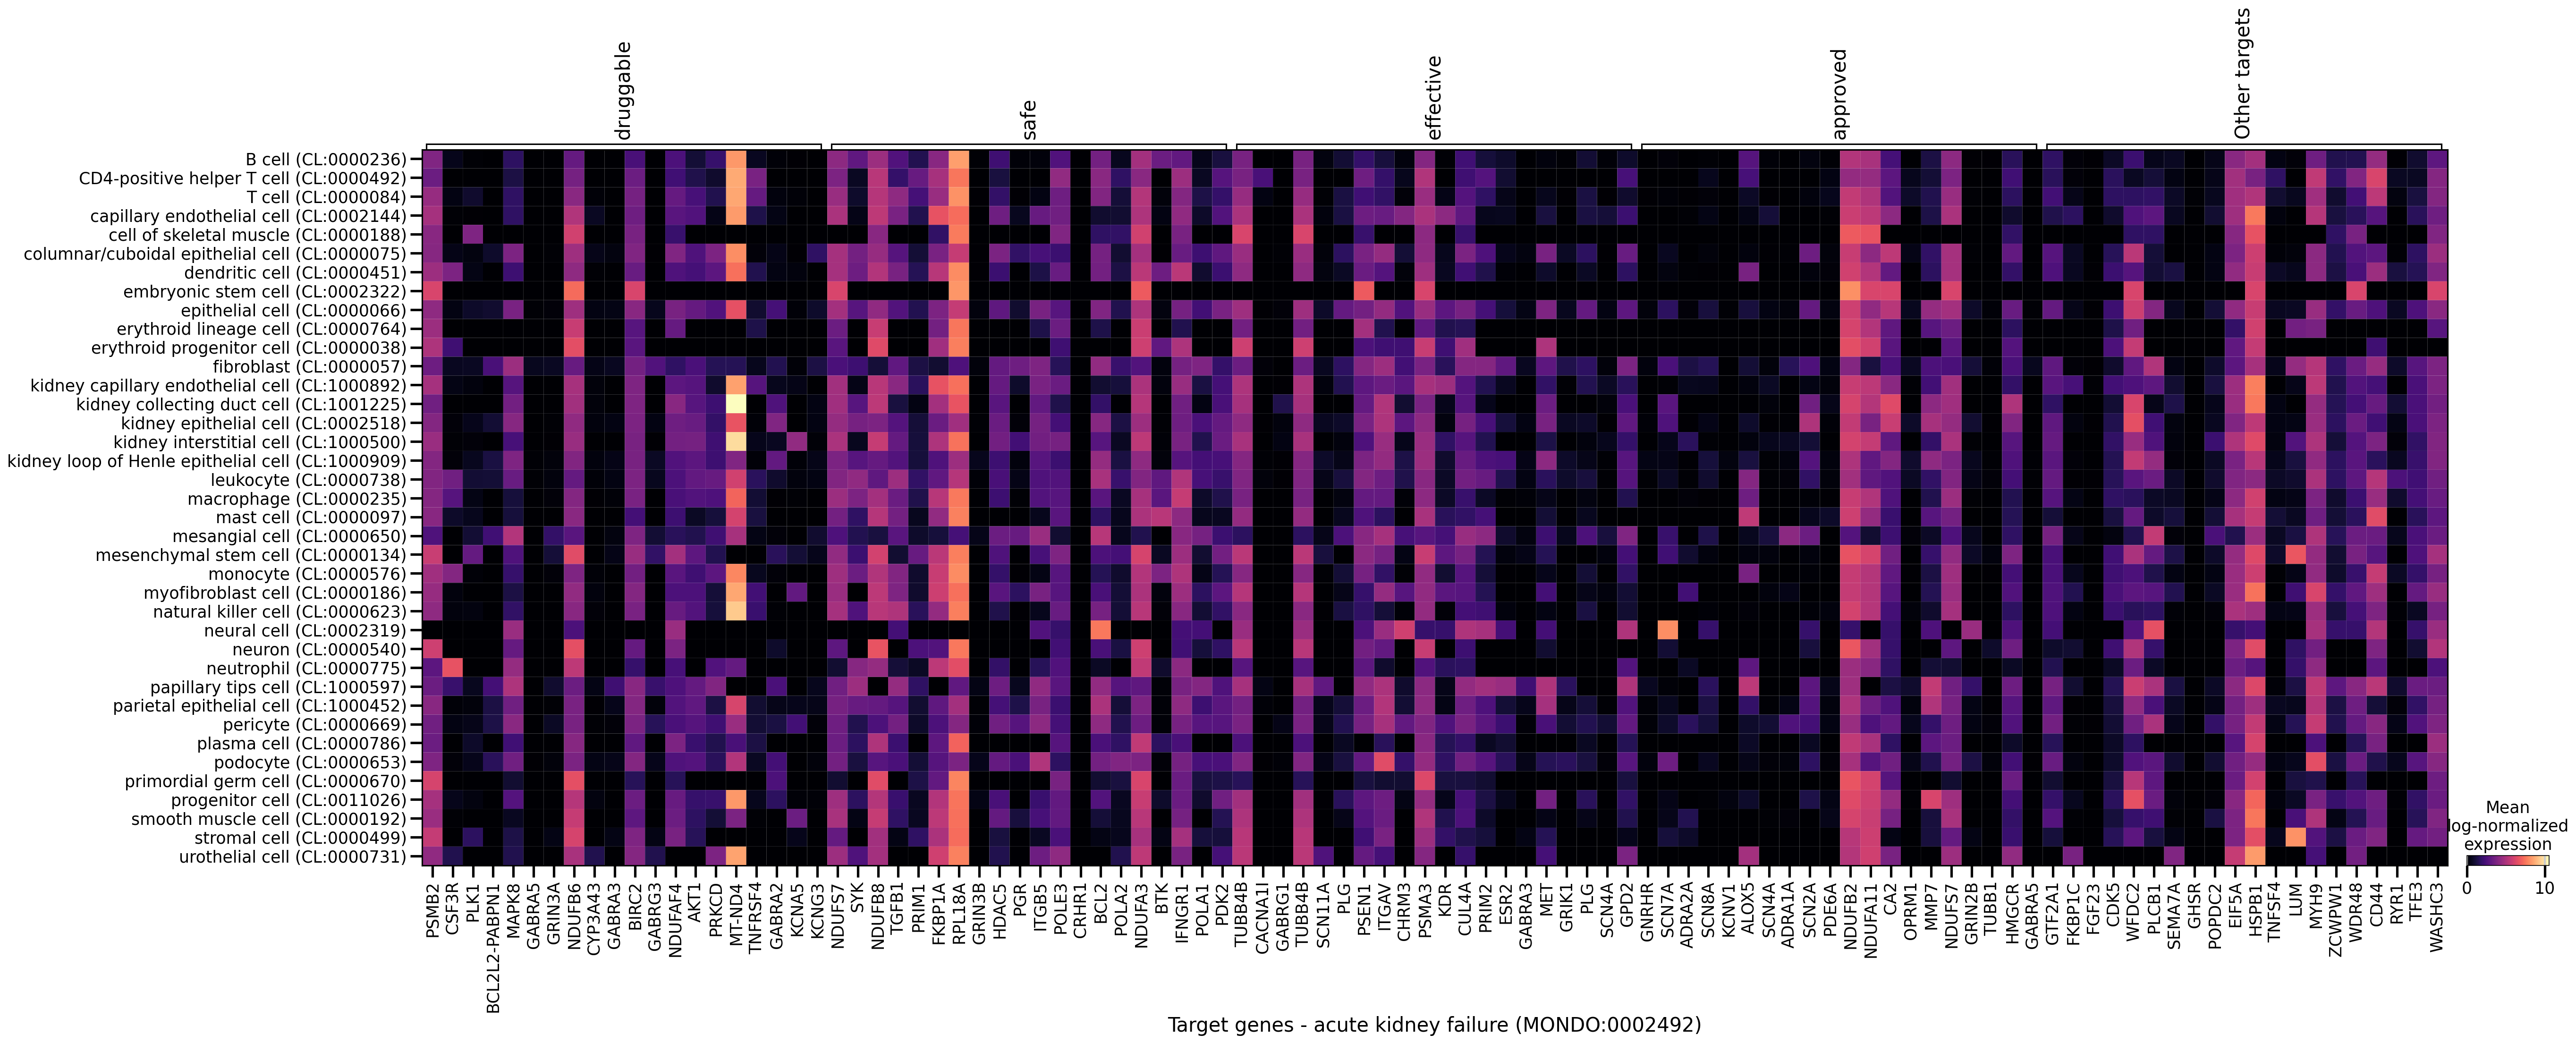 druggable
safe
effective
approved
Other targets
B cell (CL:0000236)
CD4-positive helper T cell (CL:0000492)
T cell (CL:0000084)
capillary endothelial cell (CL:0002144)
cell of skeletal muscle (CL:0000188)
columnar/cuboidal epithelial cell (CL:0000075)
dendritic cell (CL:0000451)
embryonic stem cell (CL:0002322)
epithelial cell (CL:0000066)
erythroid lineage cell (CL:0000764)
erythroid progenitor cell (CL:0000038)
fibroblast (CL:0000057)
kidney capillary endothelial cell (CL:1000892)
kidney collecting duct cell (CL:1001225)
kidney epithelial cell (CL:0002518)
kidney interstitial cell (CL:1000500)
kidney loop of Henle epithelial cell (CL:1000909)
leukocyte (CL:0000738)
macrophage (CL:0000235)
mast cell (CL:0000097)
mesangial cell (CL:0000650)
mesenchymal stem cell (CL:0000134)
monocyte (CL:0000576)
myofibroblast cell (CL:0000186)
natural killer cell (CL:0000623)
neural cell (CL:0002319)
neuron (CL:0000540)
neutrophil (CL:0000775)
papillary tips cell (CL:1000597)
parietal epithelial cell (CL:1000452)
pericyte (CL:0000669)
plasma cell (CL:0000786)
podocyte (CL:0000653)
primordial germ cell (CL:0000670)
progenitor cell (CL:0011026)
smooth muscle cell (CL:0000192)
stromal cell (CL:0000499)
urothelial cell (CL:0000731)
PSMB2
CSF3R
PLK1
BCL2L2-PABPN1
MAPK8
GABRA5
GRIN3A
NDUFB6
CYP3A43
GABRA3
BIRC2
GABRG3
NDUFAF4
AKT1
PRKCD
MT-ND4
TNFRSF4
GABRA2
KCNA5
KCNG3
NDUFS7
SYK
NDUFB8
TGFB1
PRIM1
FKBP1A
RPL18A
GRIN3B
HDAC5
PGR
ITGB5
POLE3
CRHR1
BCL2
POLA2
NDUFA3
BTK
IFNGR1
POLA1
PDK2
TUBB4B
CACNA1I
GABRG1
TUBB4B
SCN11A
PLG
PSEN1
ITGAV
CHRM3
PSMA3
KDR
CUL4A
PRIM2
ESR2
GABRA3
MET
GRIK1
PLG
SCN4A
GPD2
GNRHR
SCN7A
ADRA2A
SCN8A
KCNV1
ALOX5
SCN4A
ADRA1A
SCN2A
PDE6A
NDUFB2
NDUFA11
CA2
OPRM1
MMP7
NDUFS7
GRIN2B
TUBB1
HMGCR
GABRA5
GTF2A1
FKBP1C
FGF23
CDK5
WFDC2
PLCB1
SEMA7A
GHSR
POPDC2
EIF5A
HSPB1
TNFSF4
LUM
MYH9
ZCWPW1
WDR48
CD44
RYR1
TFE3
WASHC3
Target genes - acute kidney failure (MONDO:0002492)
Mean
log-normalized
expression
0
10